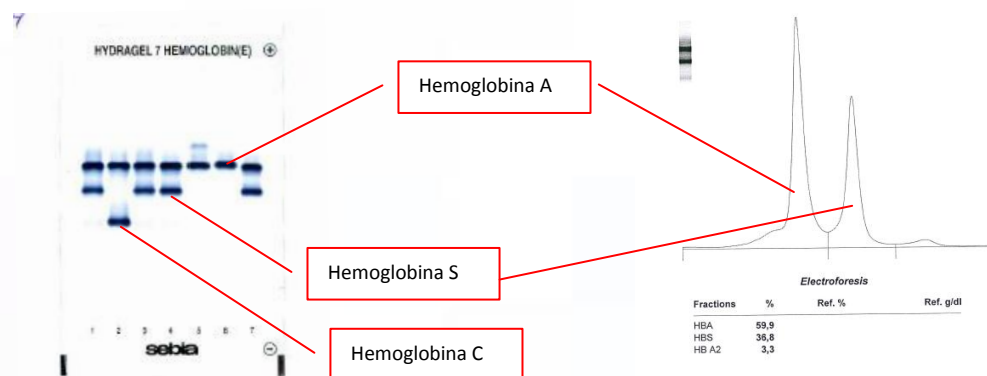 7
HYDRAGEL 7 HEMOGLOBIN(E) +
Hemoglobina A
Hemoglobina S
Hemoglobina C
1 2 3 4 5 6 7
sebia -
Electroforesis
Fractions % Ref. % Ref. g/dl
HBA 59,9
HBS 36,8
HB A2 3,3